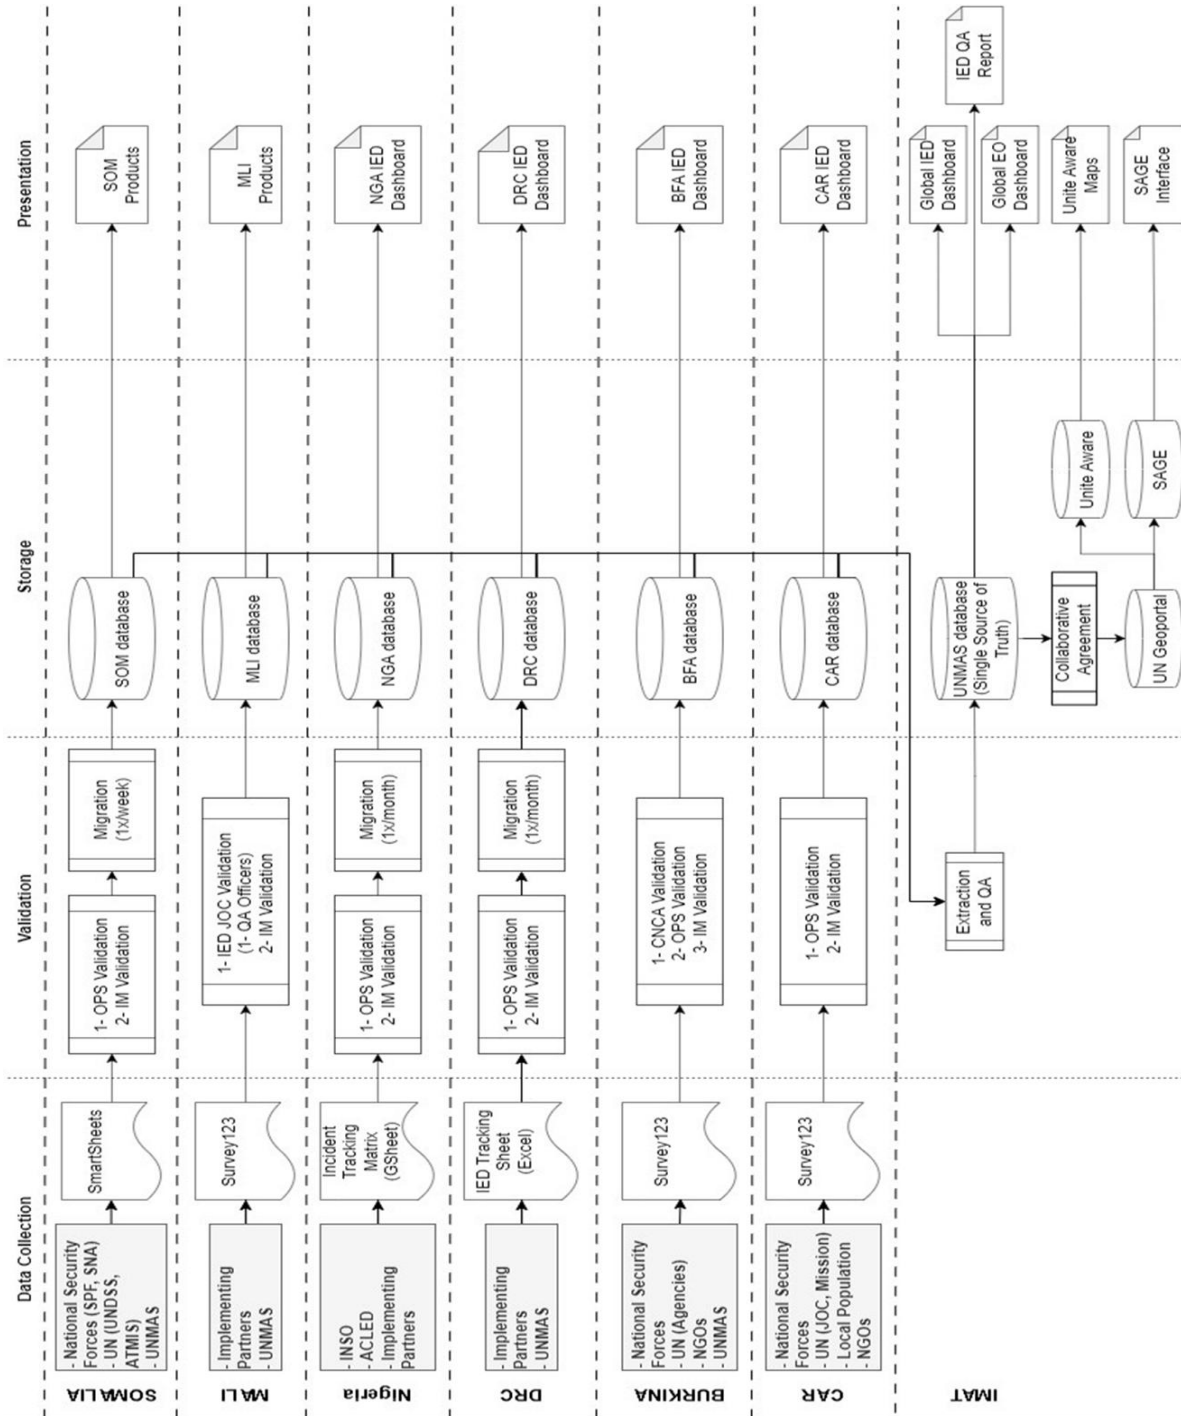 Data Collection
Validation
Storage
Presentation
SOMALIA
- National Security
Forces (SPF, SNA)
- UN (UNDSS,
ATMIS)
- UNMAS
SmartSheets
1- OPS Validation
2- IM Validation
Migration
(1x/week)
SOM database
SOM
Products
MALI
- Implementing
Partners
- UNMAS
Survey123
1- IED JOC Validation
(1- QA Officers)
2- IM Validation
MLI database
MLI
Products
Nigeria
- INSO
- ACLED
- Implementing
Partners
Incident
Tracking
Matrix
(GSheet)
1- OPS Validation
2- IM Validation
Migration
(1x/month)
NGA database
NGA IED
Dashboard
DRC
- Implementing
Partners
- UNMAS
IED Tracking
Sheet
(Excel)
1- OPS Validation
2- IM Validation
Migration
(1x/month)
DRC database
DRC IED
Dashboard
BURKINA
- National Security
Forces
- UN (Agencies)
- NGOs
- UNMAS
Survey123
1- CNCA Validation
2- OPS Validation
3- IM Validation
BFA database
BFA IED
Dashboard
CAR
- National Security
Forces
- UN (JOC, Mission)
- Local Population
- NGOs
Survey123
1- OPS Validation
2- IM Validation
CAR database
CAR IED
Dashboard
IMAT
Extraction
and QA
UNMAS database
(Single Source of
Truth)
Collaborative
Agreement
UN Geoportal
Unite Aware
SAGE
Global IED
Dashboard
IED QA
Report
Global EO
Dashboard
Unite Aware
Maps
SAGE
Interface